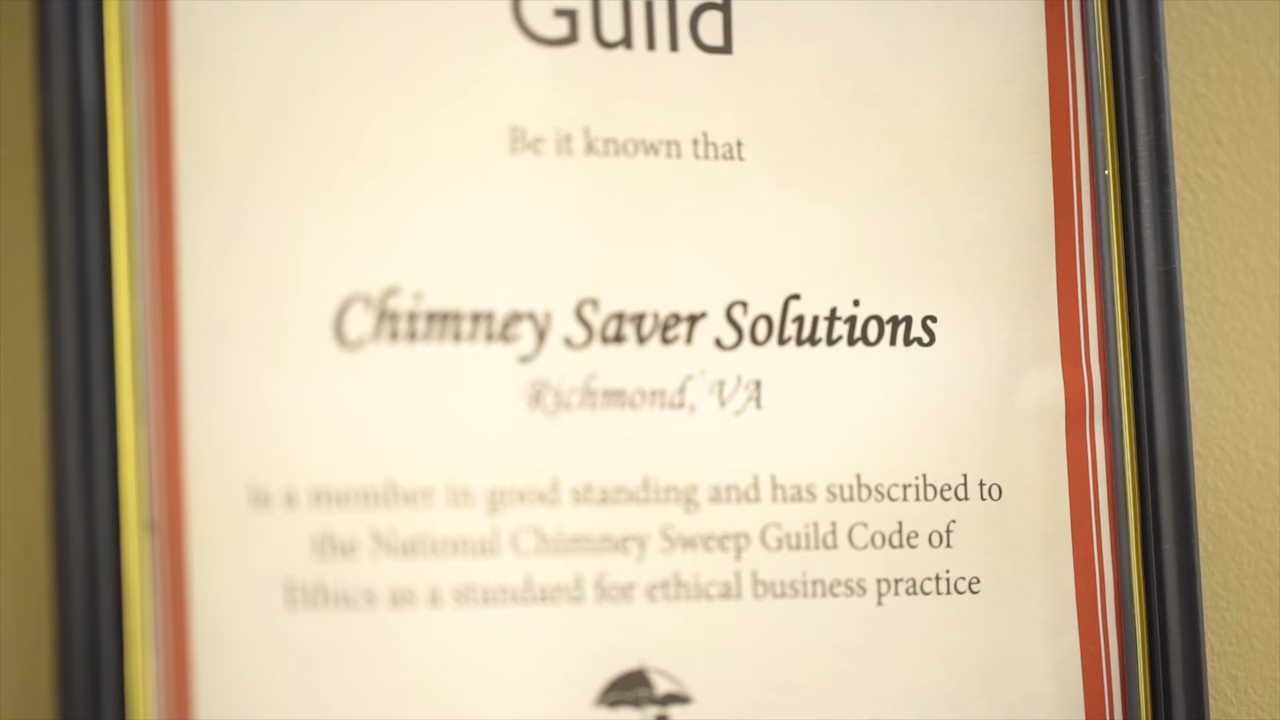 Guild
Be it known that
Chimney Saver Solutions
Richmond, VA
is a member in good standing and has subscribed to
the National Chimney Sweep Guild Code of
Ethics as a standard for ethical business practice